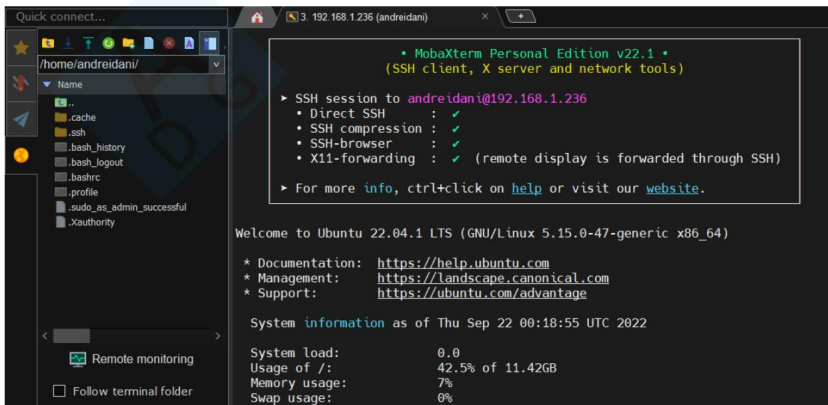 Quick connect...
3. 192.168.1.236 (andreidani)
/home/andreidani/
Name
..
.cache
.ssh
.bash_history
.bash_logout
.bashrc
.profile
.sudo_as_admin_successful
.Xauthority
Remote monitoring
Follow terminal folder
• MobaXterm Personal Edition v22.1 •
(SSH client, X server and network tools)
➤ SSH session to andreidani@192.168.1.236
• Direct SSH : ✔
• SSH compression : ✔
• SSH-browser : ✔
• X11-forwarding : ✔ (remote display is forwarded through SSH)
➤ For more info, ctrl+click on help or visit our website.
Welcome to Ubuntu 22.04.1 LTS (GNU/Linux 5.15.0-47-generic x86_64)
* Documentation: https://help.ubuntu.com
* Management: https://landscape.canonical.com
* Support: https://ubuntu.com/advantage
System information as of Thu Sep 22 00:18:55 UTC 2022
System load: 0.0
Usage of /: 42.5% of 11.42GB
Memory usage: 7%
Swap usage: 0%